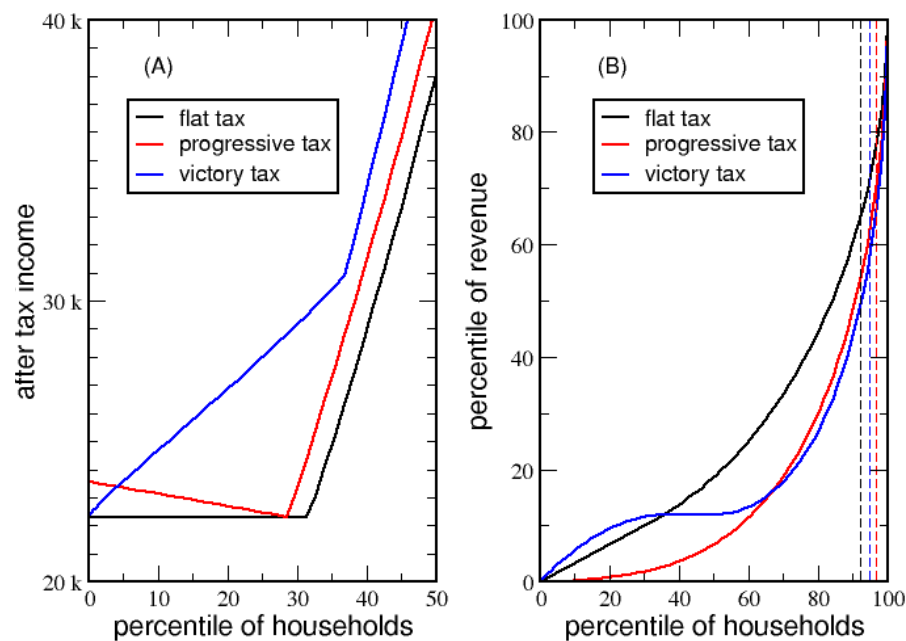 40 k
30 k
20 k
0
10
20
30
40
50
after tax income
percentile of households
(A)
flat tax
progressive tax
victory tax
100
80
60
40
20
0
0
20
40
60
80
100
percentile of revenue
percentile of households
(B)
flat tax
progressive tax
victory tax